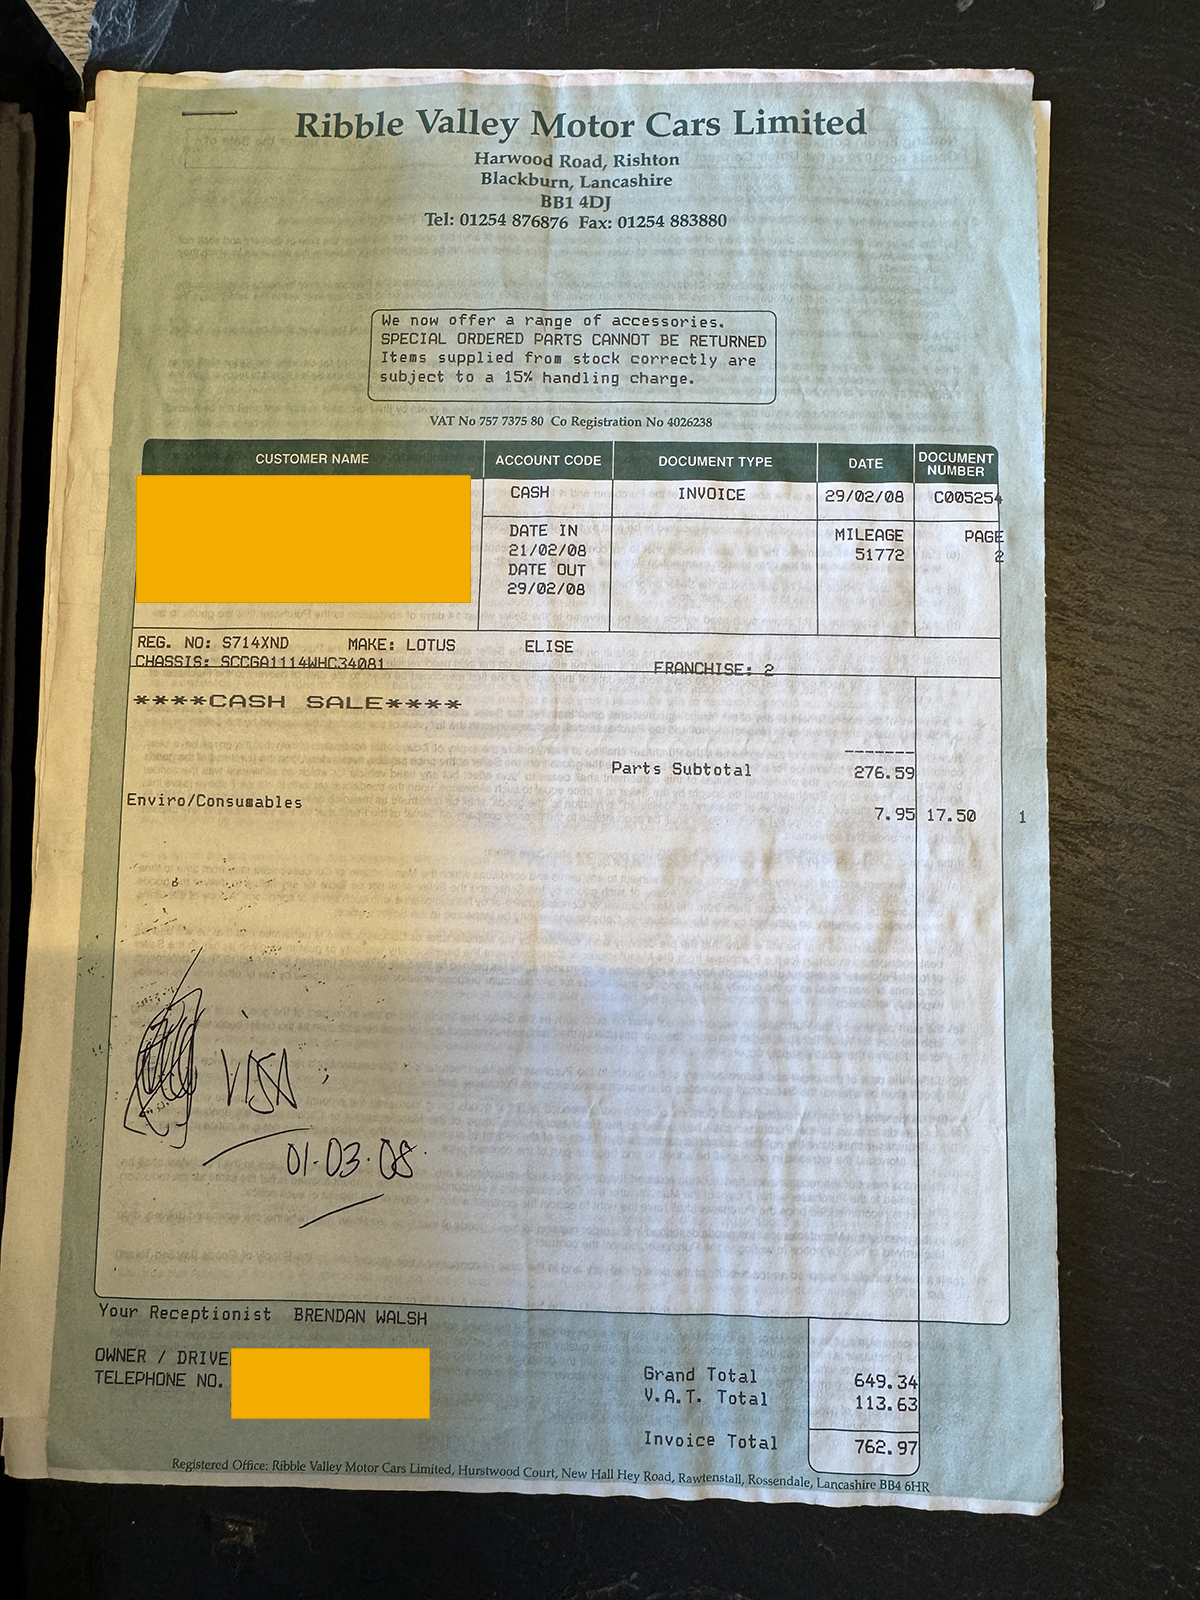 Ribble Valley Motor Cars Limited
Harwood Road, Rishton
Blackburn, Lancashire
BB1 4DJ
Tel: 01254 876876 Fax: 01254 883880
We now offer a range of accessories.
SPECIAL ORDERED PARTS CANNOT BE RETURNED
Items supplied from stock correctly are
subject to a 15% handling charge.
VAT No 757 7375 80 Co Registration No 4026238
CUSTOMER NAME ACCOUNT CODE DOCUMENT TYPE DATE DOCUMENT NUMBER
CASH INVOICE 29/02/08 C005254
DATE IN MILEAGE PAGE
21/02/08 51772 2
DATE OUT
29/02/08
REG. NO: S714XND MAKE: LOTUS ELISE
CHASSIS: SCCGA1114WHC34081 FRANCHISE: 2
****CASH SALE****
Parts Subtotal 276.59
Enviro/Consumables 7.95 17.50 1
VISA
01.03.08
Your Receptionist BRENDAN WALSH
OWNER / DRIVE
TELEPHONE NO.
Grand Total 649.34
V.A.T. Total 113.63
Invoice Total 762.97
Registered Office: Ribble Valley Motor Cars Limited, Hurstwood Court, New Hall Hey Road, Rawtenstall, Rossendale, Lancashire BB4 6HR